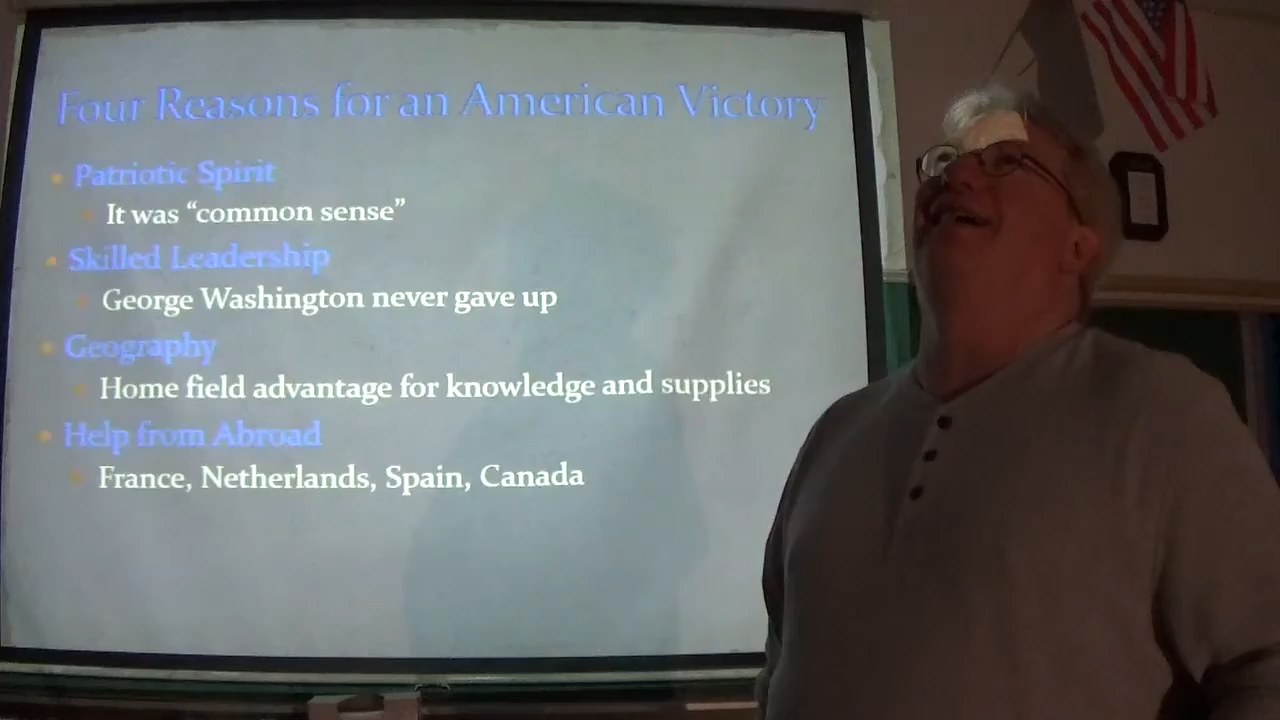 Four Reasons for an American Victory
Patriotic Spirit
It was “common sense”
Skilled Leadership
George Washington never gave up
Geography
Home field advantage for knowledge and supplies
Help from Abroad
France, Netherlands, Spain, Canada